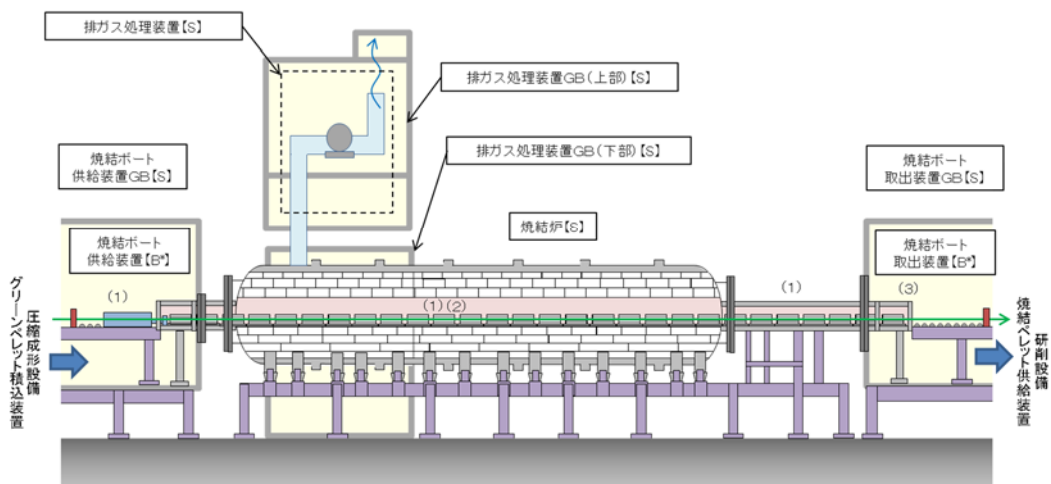 排ガス処理装置【S】
排ガス処理装置GB(上部)【S】
排ガス処理装置GB(下部)【S】
焼結ボート
供給装置GB【S】
焼結ボート
取出装置GB【S】
焼結炉【S】
焼結ボート
供給装置【B*】
焼結ボート
取出装置【B*】
(1)
(1)(2)
(1)
(3)
圧縮成形設備
グリーンペレット積込装置
研削設備
焼結ペレット供給装置